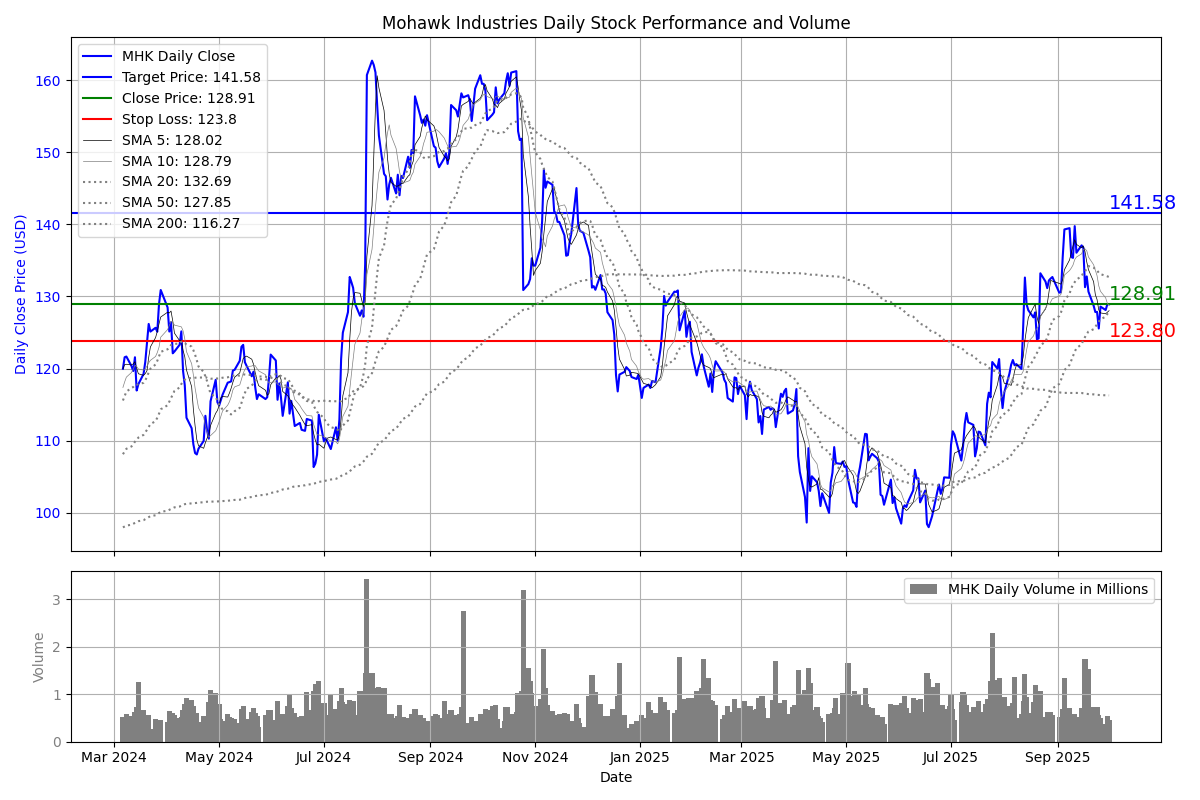 Mohawk Industries Daily Stock Performance and Volume
MHK Daily Close
Target Price: 141.58
Close Price: 128.91
Stop Loss: 123.8
SMA 5: 128.02
SMA 10: 128.79
SMA 20: 132.69
SMA 50: 127.85
SMA 200: 116.27
Daily Close Price (USD)
160
150
140
130
120
110
100
141.58
128.91
123.80
MHK Daily Volume in Millions
Volume
3
2
1
0
Mar 2024 May 2024 Jul 2024 Sep 2024 Nov 2024 Jan 2025 Mar 2025 May 2025 Jul 2025 Sep 2025
Date